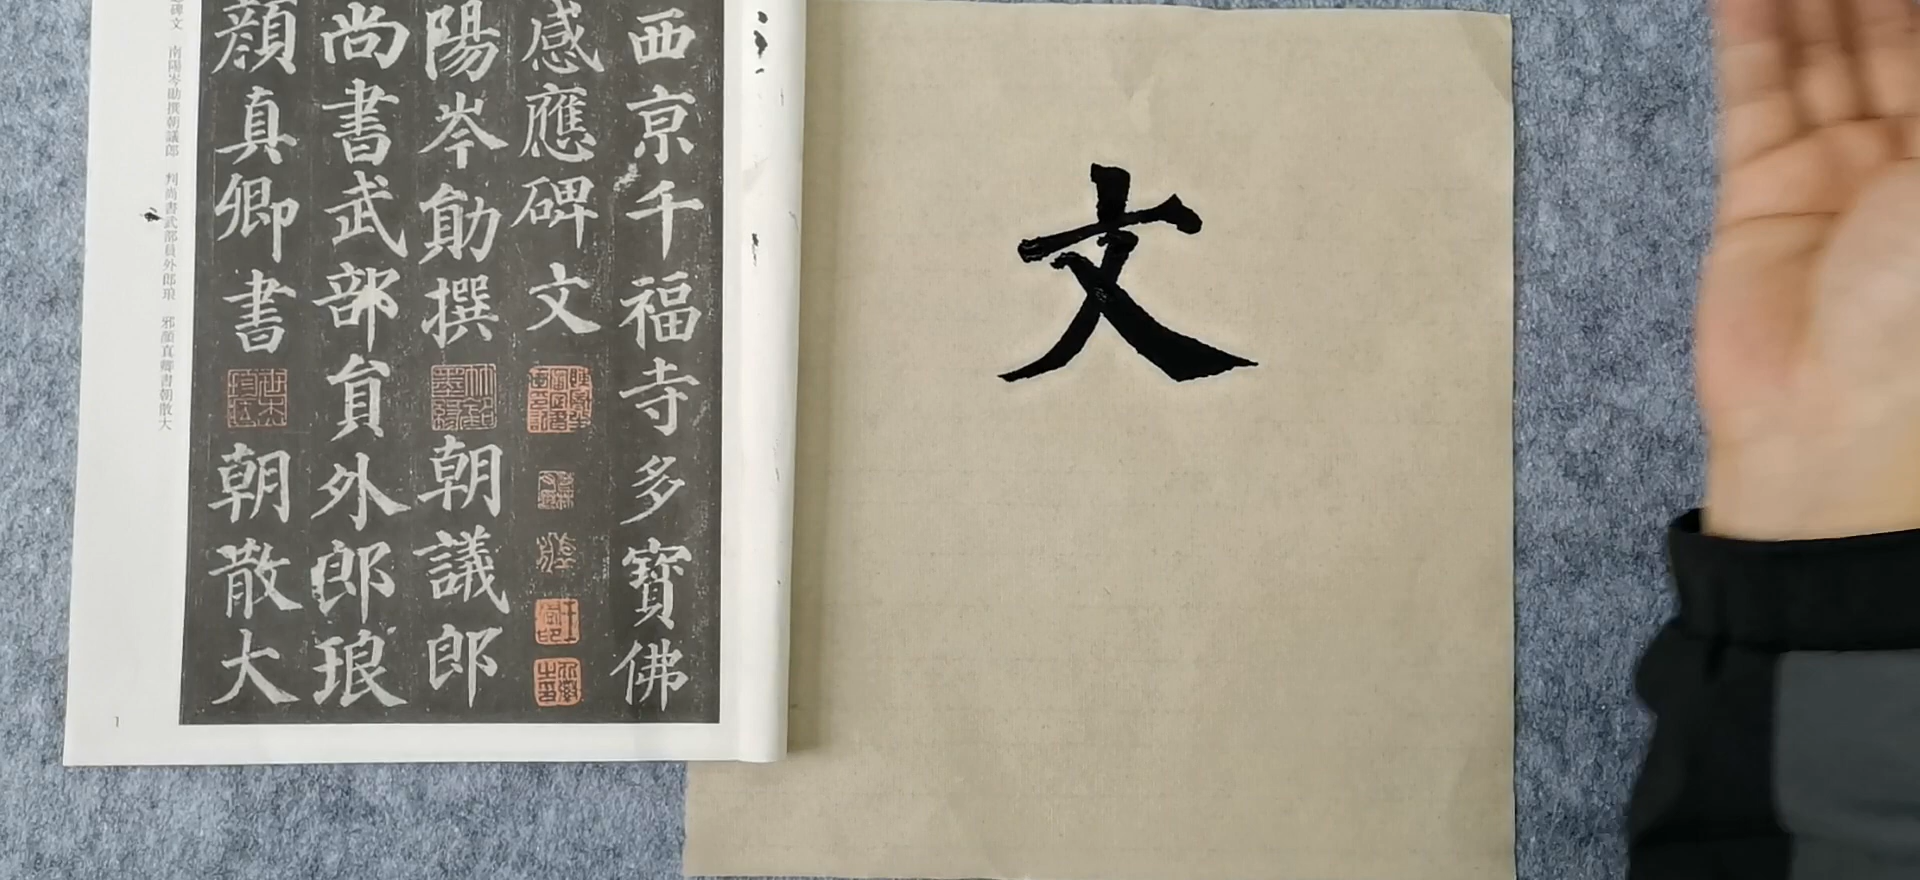 西京千福寺多寶佛
感應碑文
陽岑勛撰朝議郎
尚書武部員外郎琅
顏真卿書朝散大
碑文 南陽岑勛撰朝議郎 判尚書武部員外郎琅 邪顏真卿書朝散大
1
文